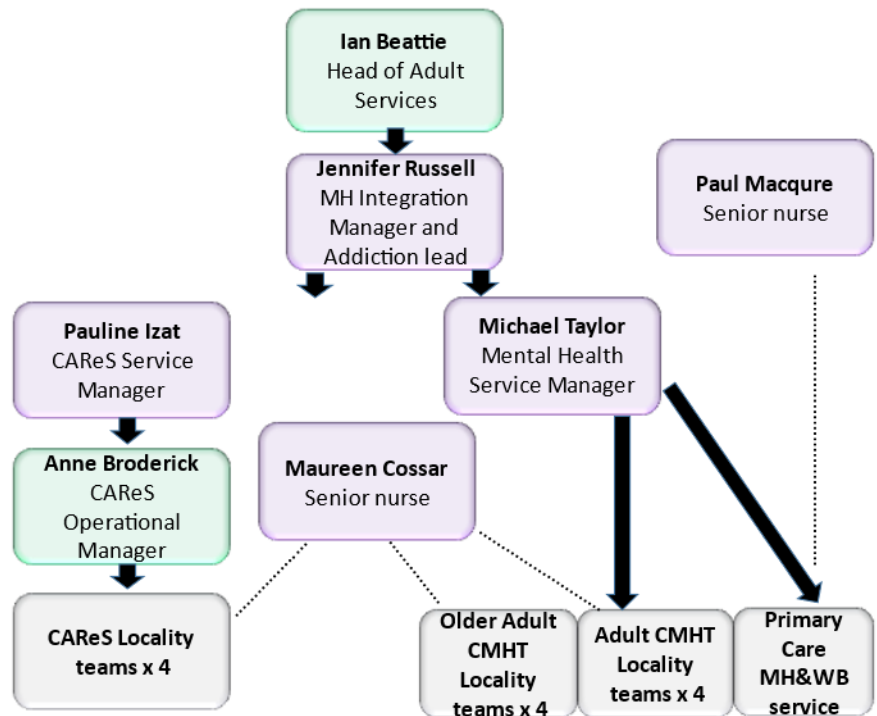 Ian Beattie
Head of Adult
Services
Jennifer Russell
MH Integration
Manager and
Addiction lead
Paul Macqure
Senior nurse
Pauline Izat
CAReS Service
Manager
Michael Taylor
Mental Health
Service Manager
Anne Broderick
CAReS
Operational
Manager
Maureen Cossar
Senior nurse
CAReS Locality
teams x 4
Older Adult
CMHT
Locality
teams x 4
Adult CMHT
Locality
teams x 4
Primary
Care
MH&WB
service